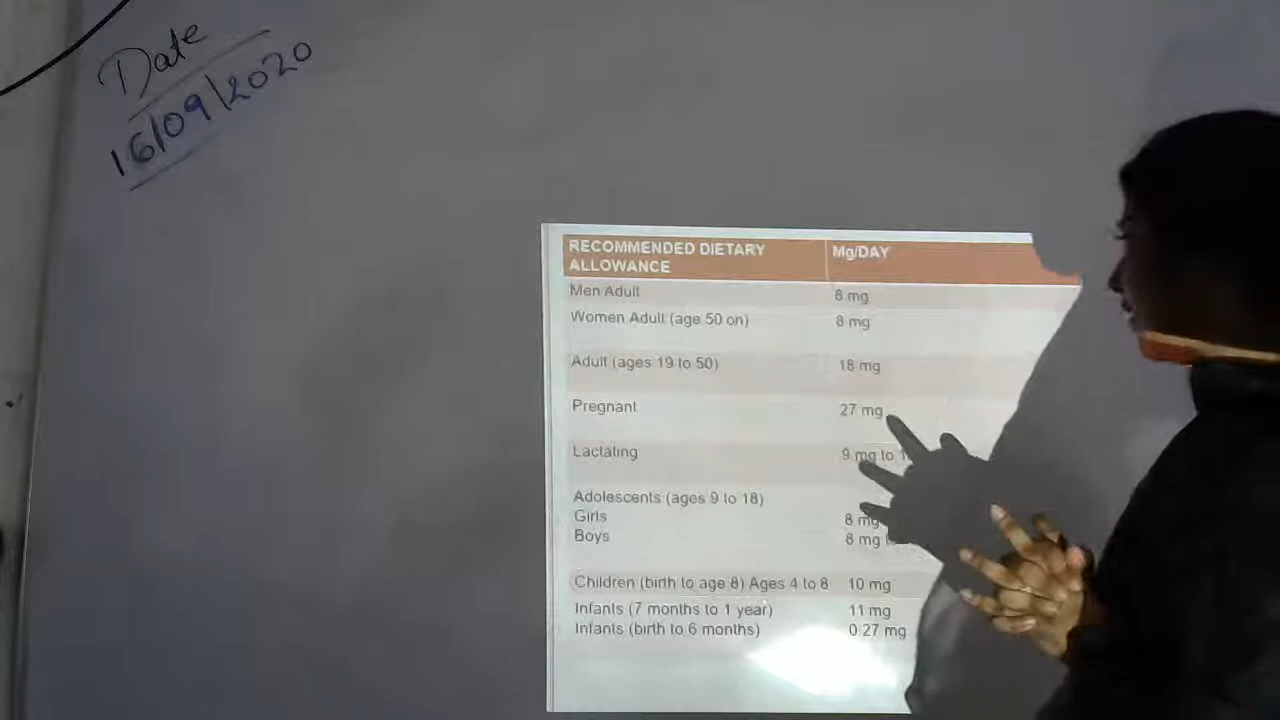 Date
16/09/2020
RECOMMENDED DIETARY ALLOWANCE Mg/DAY
Men Adult 8 mg
Women Adult (age 50 on) 8 mg
Adult (ages 19 to 50) 18 mg
Pregnant 27 mg
Lactating 9 mg to
Adolescents (ages 9 to 18)
Girls 8 mg
Boys 8 mg
Children (birth to age 8) Ages 4 to 8 10 mg
Infants (7 months to 1 year) 11 mg
Infants (birth to 6 months) 0.27 mg